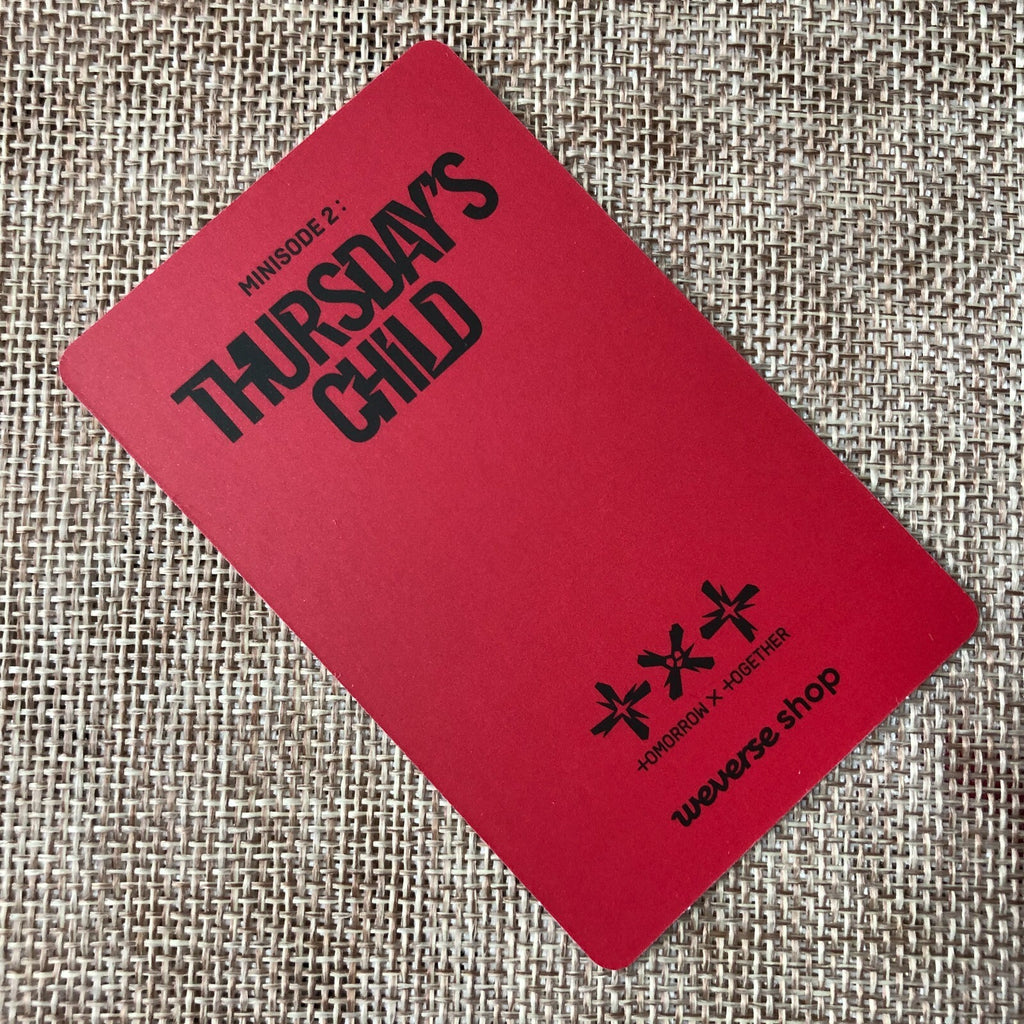 MINISODE 2:
THURSDAY'S
CHILD
TOMORROW X TOGETHER
weverse shop